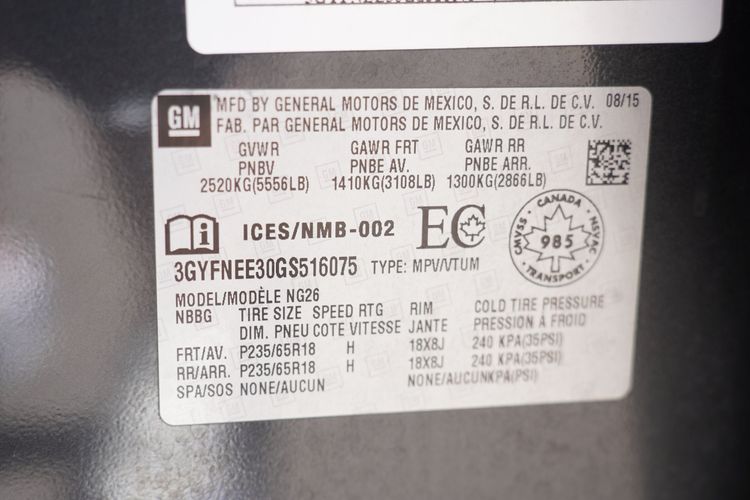 GM
MFD BY GENERAL MOTORS DE MEXICO, S. DE R.L. DE C.V. 08/15
FAB. PAR GENERAL MOTORS DE MEXICO, S. DE R.L. DE C.V.
GVWR GAWR FRT GAWR RR
PNBV PNBE AV. PNBE ARR.
2520KG(5556LB) 1410KG(3108LB) 1300KG(2866LB)
i ICES/NMB-002 EC
CANADA
CMVSS 985 NSVAC
TRANSPORT
3GYFNEE30GS516075 TYPE: MPV/VTUM
MODEL/MODÈLE NG26
NBBG TIRE SIZE SPEED RTG RIM COLD TIRE PRESSURE
DIM. PNEU COTE VITESSE JANTE PRESSION A FROID
FRT/AV. P235/65R18 H 18X8J 240 KPA(35PSI)
RR/ARR. P235/65R18 H 18X8J 240 KPA(35PSI)
SPA/SOS NONE/AUCUN NONE/AUCUNKPA(PSI)